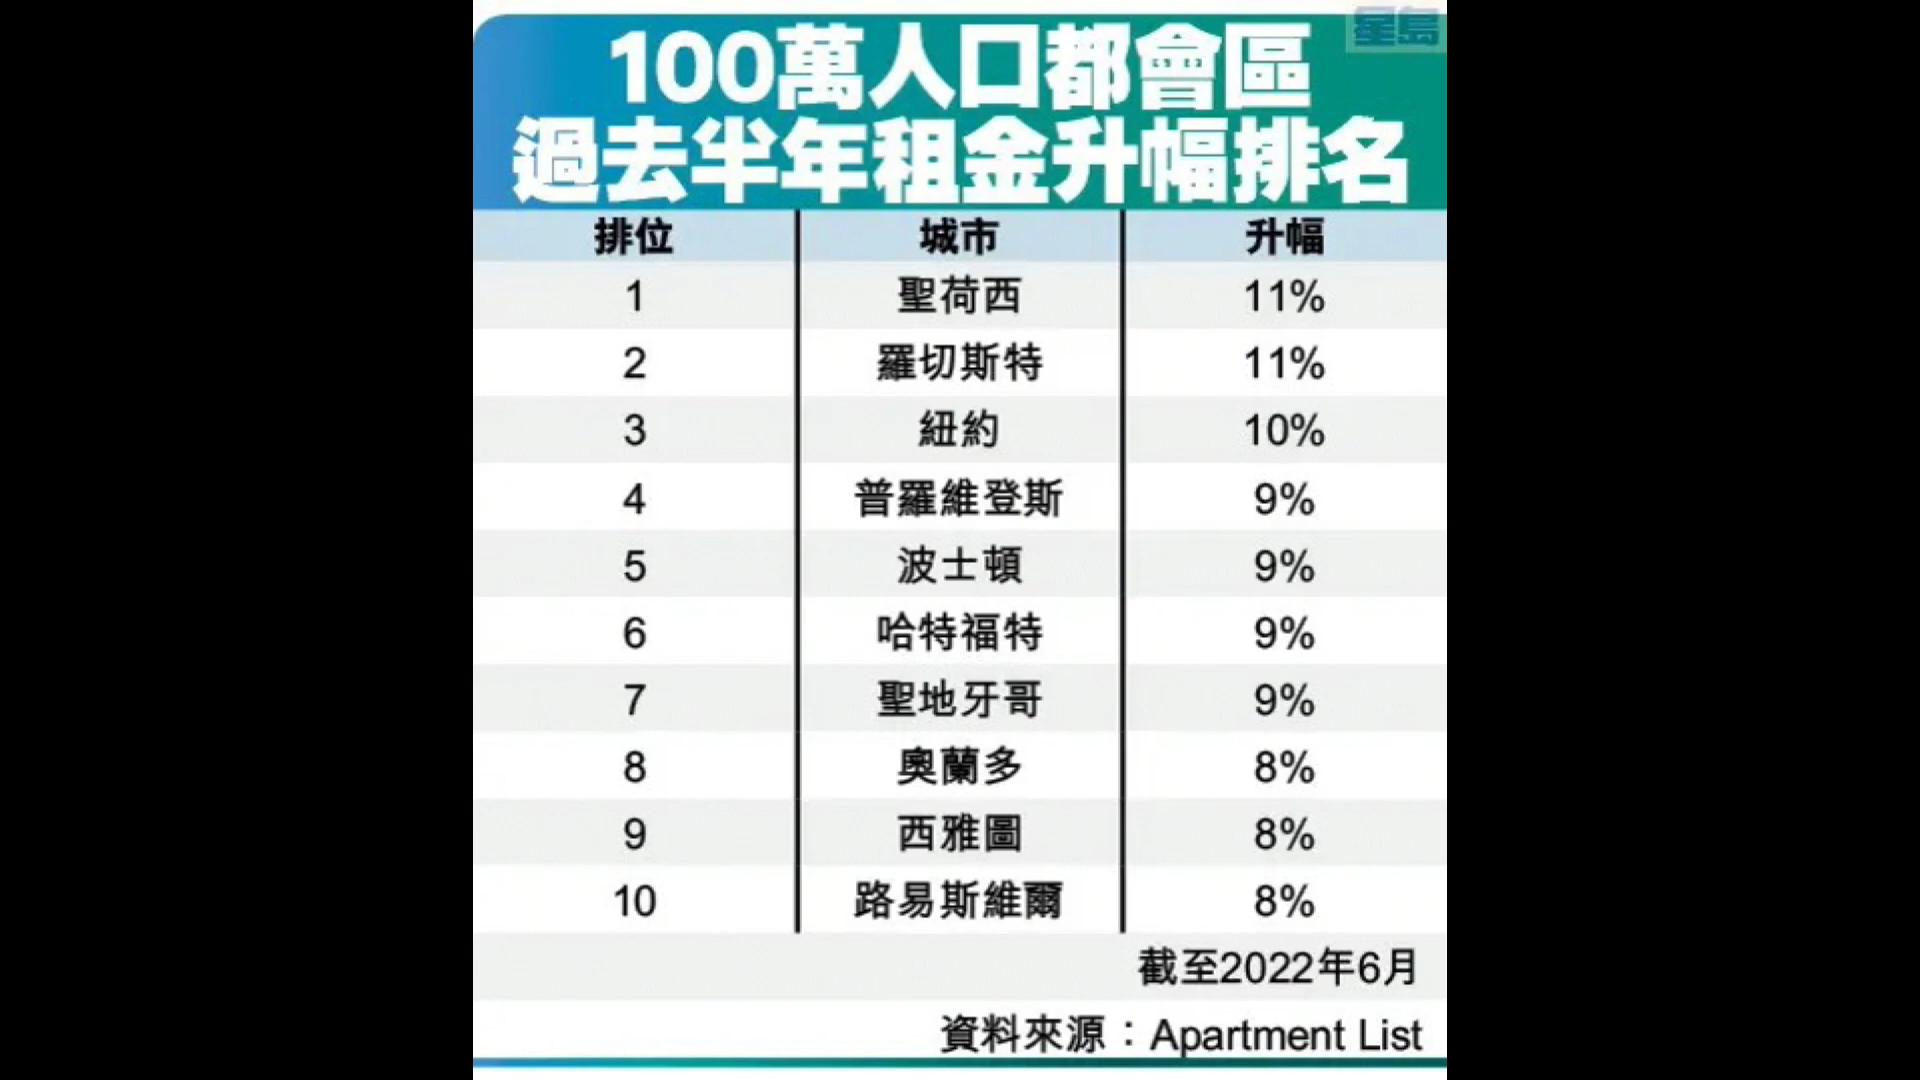 星島
100萬人口都會區
過去半年租金升幅排名
排位 城市 升幅
1 聖荷西 11%
2 羅切斯特 11%
3 紐約 10%
4 普羅維登斯 9%
5 波士頓 9%
6 哈特福特 9%
7 聖地牙哥 9%
8 奧蘭多 8%
9 西雅圖 8%
10 路易斯維爾 8%
截至2022年6月
資料來源：Apartment List